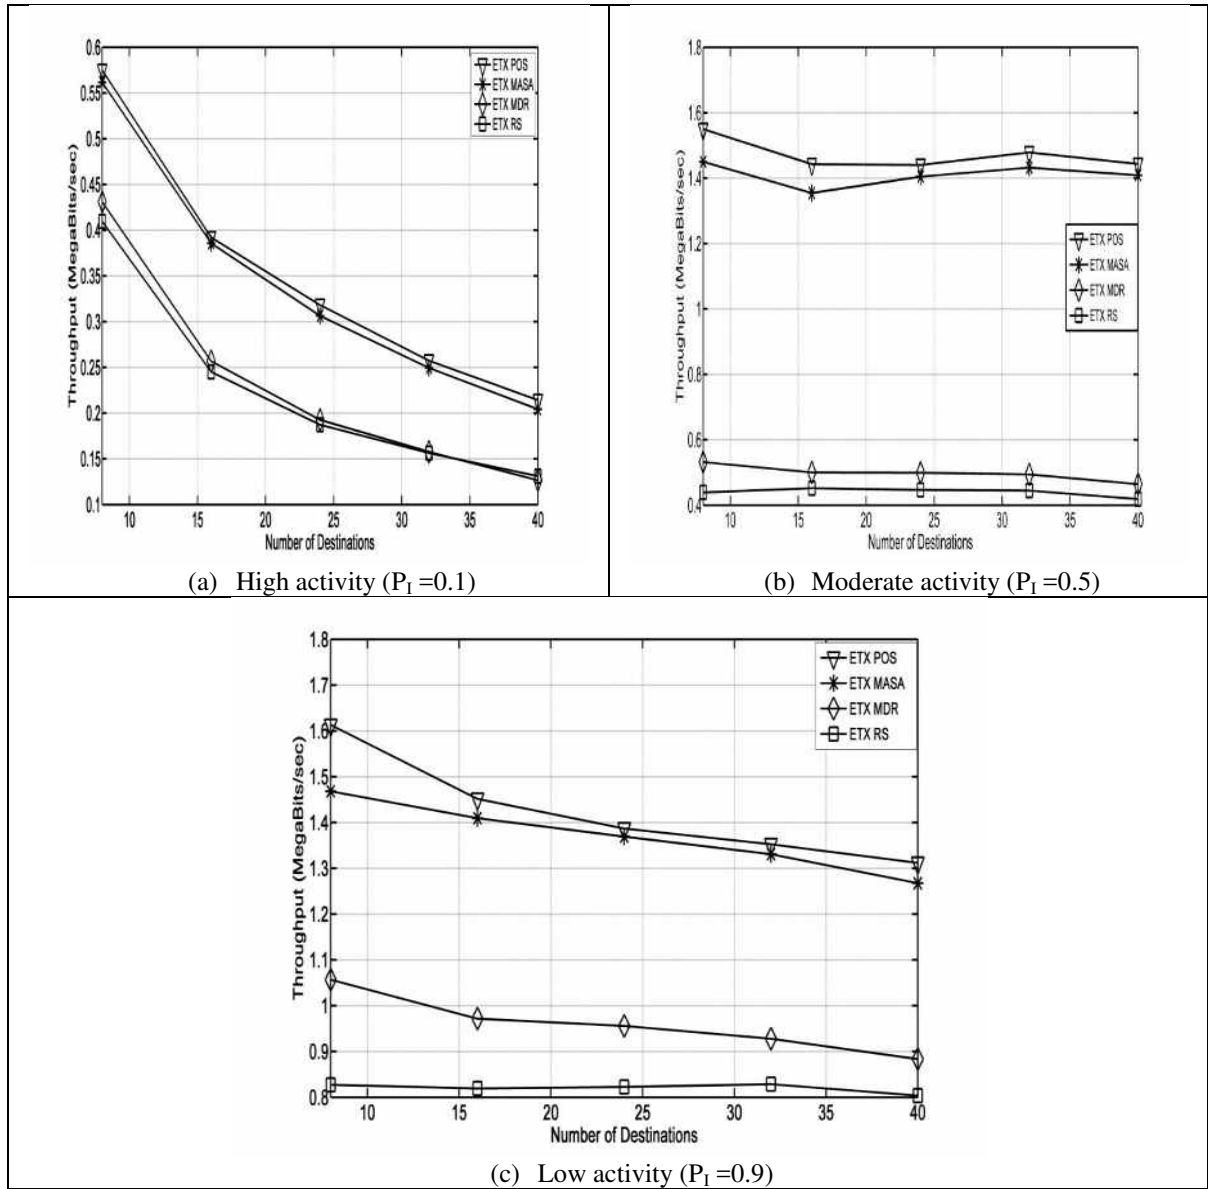 0.6
0.55
0.5
0.45
0.4
0.35
0.3
0.25
0.2
0.15
0.1
Throughput (MegaBits/sec)
10 15 20 25 30 35 40
Number of Destinations
ETX POS
ETX MASA
ETX MDR
ETX RS
(a) High activity (P_I =0.1)
1.8
1.6
1.4
1.2
1
0.8
0.6
0.4
Throughput (MegaBits/sec)
10 15 20 25 30 35 40
Number of Destinations
ETX POS
ETX MASA
ETX MDR
ETX RS
(b) Moderate activity (P_I =0.5)
1.8
1.7
1.6
1.5
1.4
1.3
1.2
1.1
1
0.9
0.8
Throughput (MegaBits/sec)
10 15 20 25 30 35 40
Number of Destinations
ETX POS
ETX MASA
ETX MDR
ETX RS
(c) Low activity (P_I =0.9)